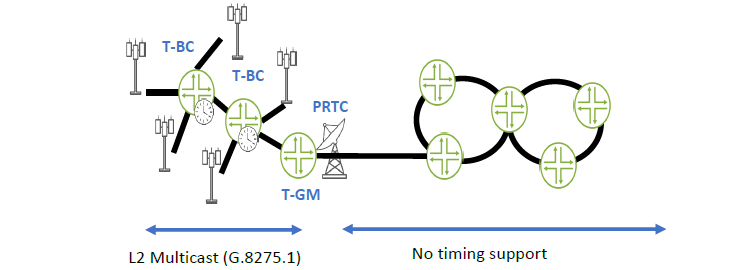 T-BC
T-BC
PRTC
T-GM
L2 Multicast (G.8275.1)
No timing support